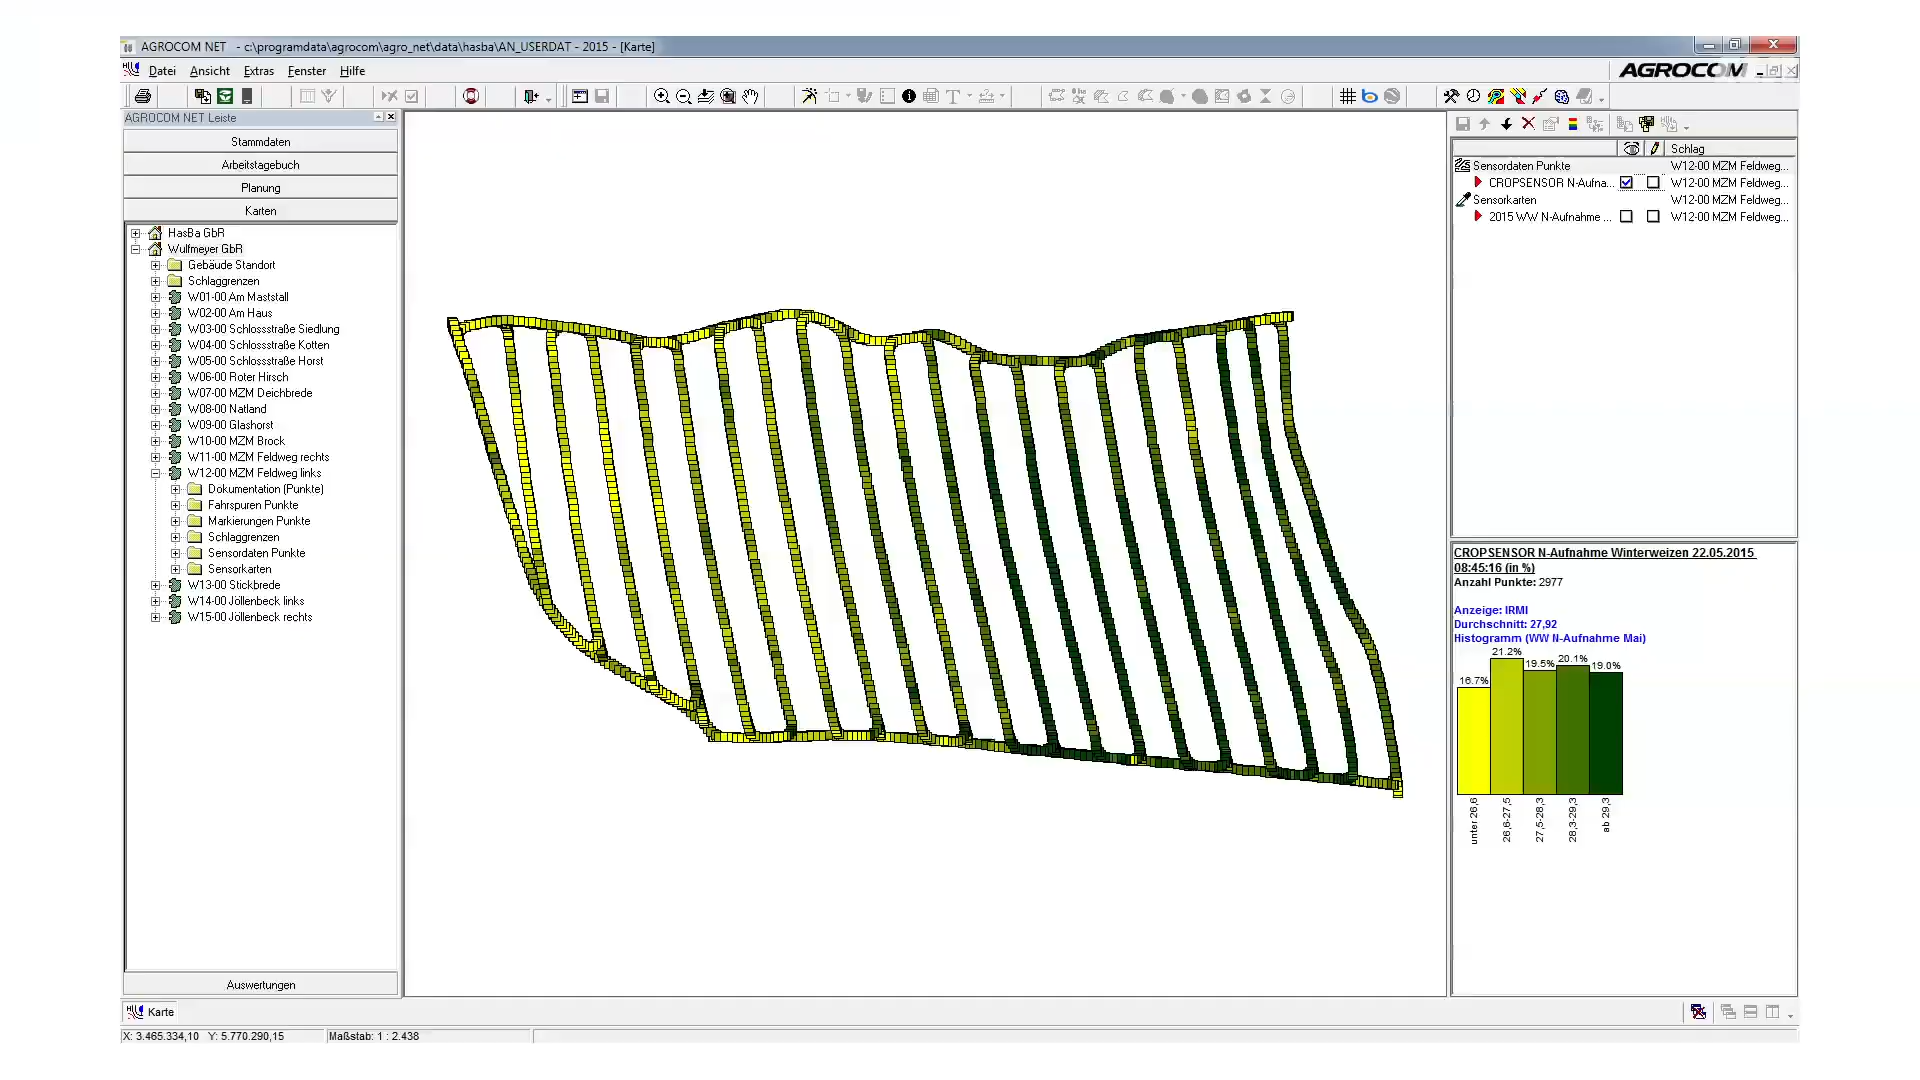 AGROCOM NET - c:\programdata\agrocom\agro_net\data\hasba\AN_USERDAT - 2015 - [Karte]
Datei Ansicht Extras Fenster Hilfe
AGROCOM
AGROCOM NET Leiste
Stammdaten
Arbeitstagebuch
Planung
Karten
HasBa GbR
Wulfmeyer GbR
Gebäude Standort
Schlaggrenzen
W01-00 Am Maststall
W02-00 Am Haus
W03-00 Schlossstraße Siedlung
W04-00 Schlossstraße Kotten
W05-00 Schlossstraße Horst
W06-00 Roter Hirsch
W07-00 MZM Deichbrede
W08-00 Natland
W09-00 Glashorst
W10-00 MZM Brock
W11-00 MZM Feldweg rechts
W12-00 MZM Feldweg links
Dokumentation (Punkte)
Fahrspuren Punkte
Markierungen Punkte
Schlaggrenzen
Sensordaten Punkte
Sensorkarten
W13-00 Stickbrede
W14-00 Jöllenbeck links
W15-00 Jöllenbeck rechts
Auswertungen
Schlag
Sensordaten Punkte W12-00 MZM Feldweg...
CROPSENSOR N-Aufna... W12-00 MZM Feldweg...
Sensorkarten W12-00 MZM Feldweg...
2015 WW N-Aufnahme ... W12-00 MZM Feldweg...
CROPSENSOR N-Aufnahme Winterweizen 22.05.2015
08:45:16 (in %)
Anzahl Punkte: 2977
Anzeige: IRMI
Durchschnitt: 27,92
Histogramm (WW N-Aufnahme Mai)
16.7% 21.2% 19.5% 20.1% 19.0%
unter 26,6 26,6-27,5 27,5-28,3 28,3-29,3 ab 29,3
Karte
X: 3.465.334,10 Y: 5.770.290,15 Maßstab: 1 : 2.438